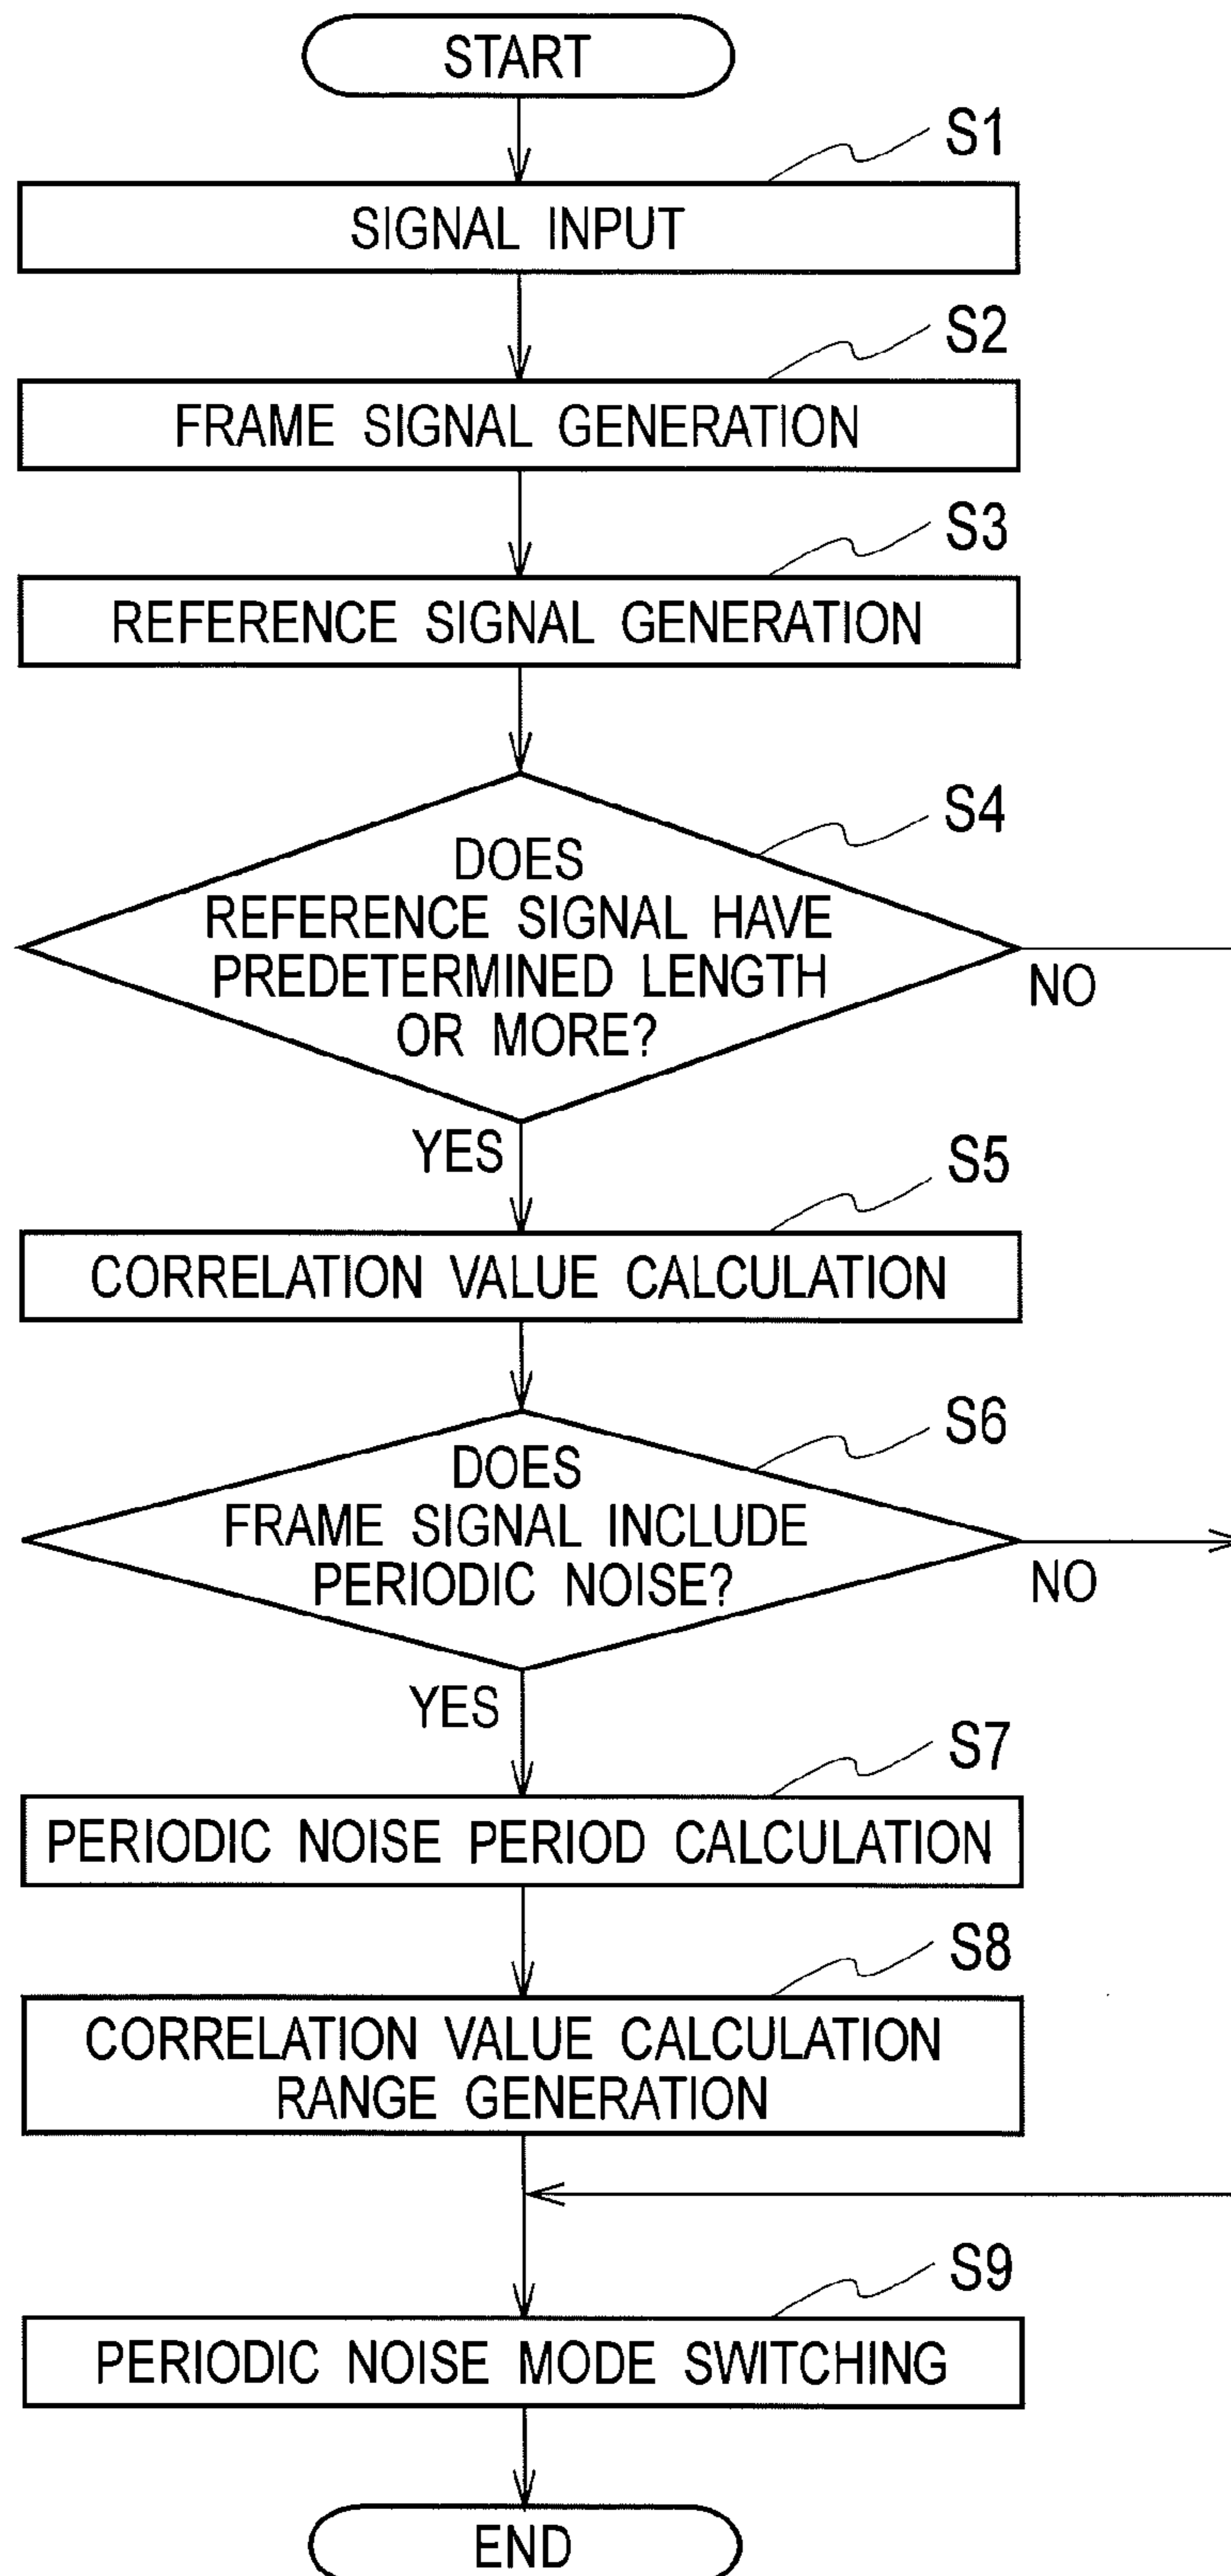 START
S1
SIGNAL INPUT
S2
FRAME SIGNAL GENERATION
S3
REFERENCE SIGNAL GENERATION
S4
DOES
REFERENCE SIGNAL HAVE
PREDETERMINED LENGTH
OR MORE?
NO
YES
S5
CORRELATION VALUE CALCULATION
S6
DOES
FRAME SIGNAL INCLUDE
PERIODIC NOISE?
NO
YES
S7
PERIODIC NOISE PERIOD CALCULATION
S8
CORRELATION VALUE CALCULATION
RANGE GENERATION
S9
PERIODIC NOISE MODE SWITCHING
END